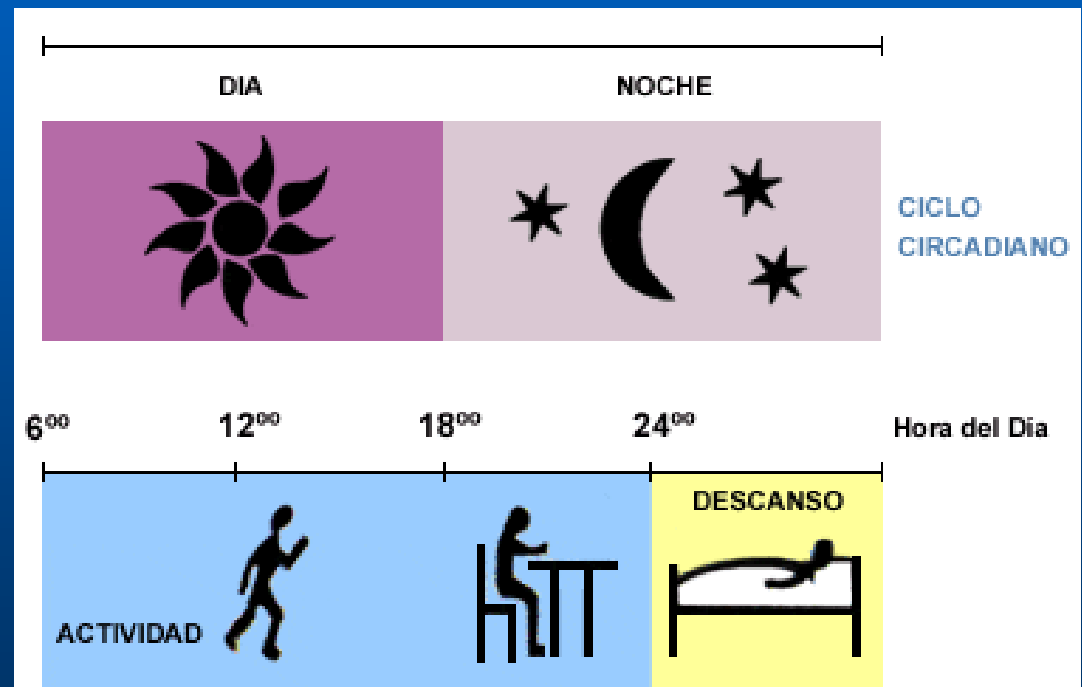 DIA
NOCHE
CICLO
CIRCADIANO
6⁰⁰
12⁰⁰
18⁰⁰
24⁰⁰
Hora del Dia
DESCANSO
ACTIVIDAD